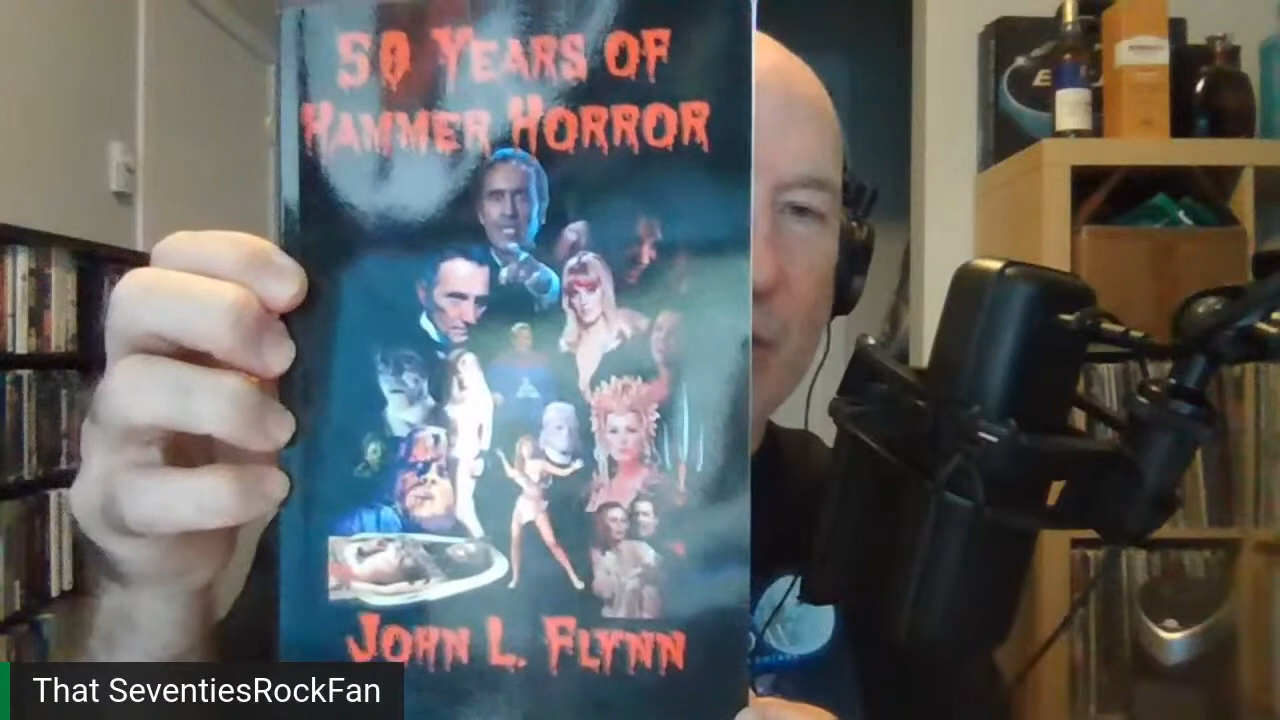 50 YEARS OF
HAMMER HORROR
JOHN L. FLYNN
That SeventiesRockFan